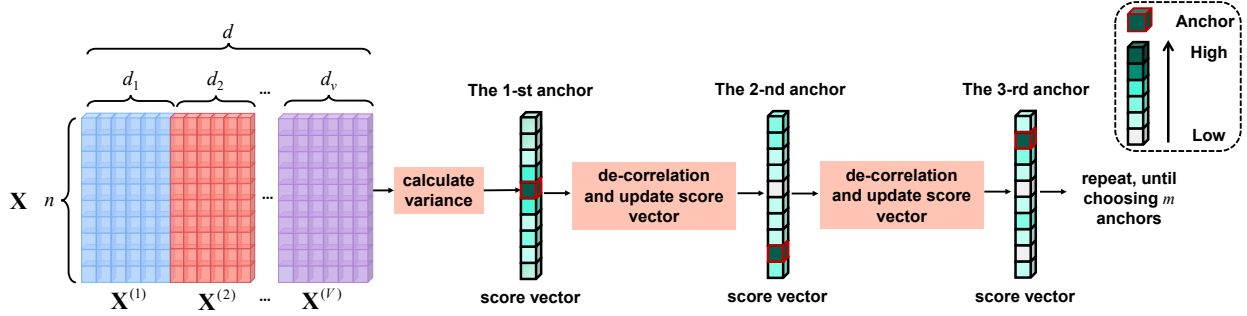 d
d₁
d₂
...
dᵥ
X
n
...
X⁽¹⁾
X⁽²⁾
...
X⁽ⱽ⁾
calculate
variance
The 1-st anchor
score vector
de-correlation
and update score
vector
The 2-nd anchor
score vector
de-correlation
and update score
vector
The 3-rd anchor
score vector
repeat, until
choosing m
anchors
Anchor
High
Low